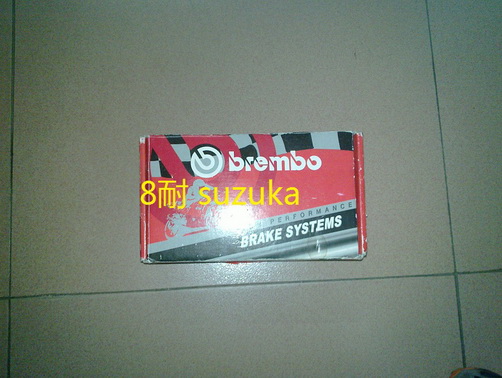 brembo
8耐 suzuka
PERFORMANCE
BRAKE SYSTEMS